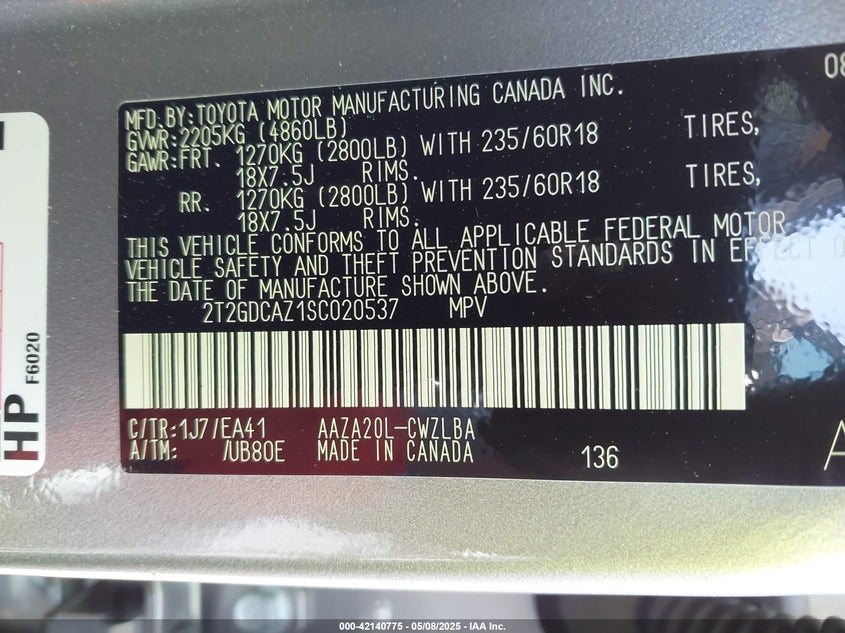 08
MFD.BY:TOYOTA MOTOR MANUFACTURING CANADA INC.
GVWR:2205KG (4860LB)
GAWR:FRT. 1270KG (2800LB) WITH 235/60R18 TIRES,
18X7.5J RIMS.
RR. 1270KG (2800LB) WITH 235/60R18 TIRES,
18X7.5J RIMS.
THIS VEHICLE CONFORMS TO ALL APPLICABLE FEDERAL MOTOR
VEHICLE SAFETY AND THEFT PREVENTION STANDARDS IN EFFECT O
THE DATE OF MANUFACTURE SHOWN ABOVE.
2T2GDCAZ1SC020537 MPV
C/TR:1J7/EA41 AAZA20L-CWZLBA
A/TM: /UB80E MADE IN CANADA 136 A
HP F6020
000-42140775 - 05/08/2025 - IAA Inc.